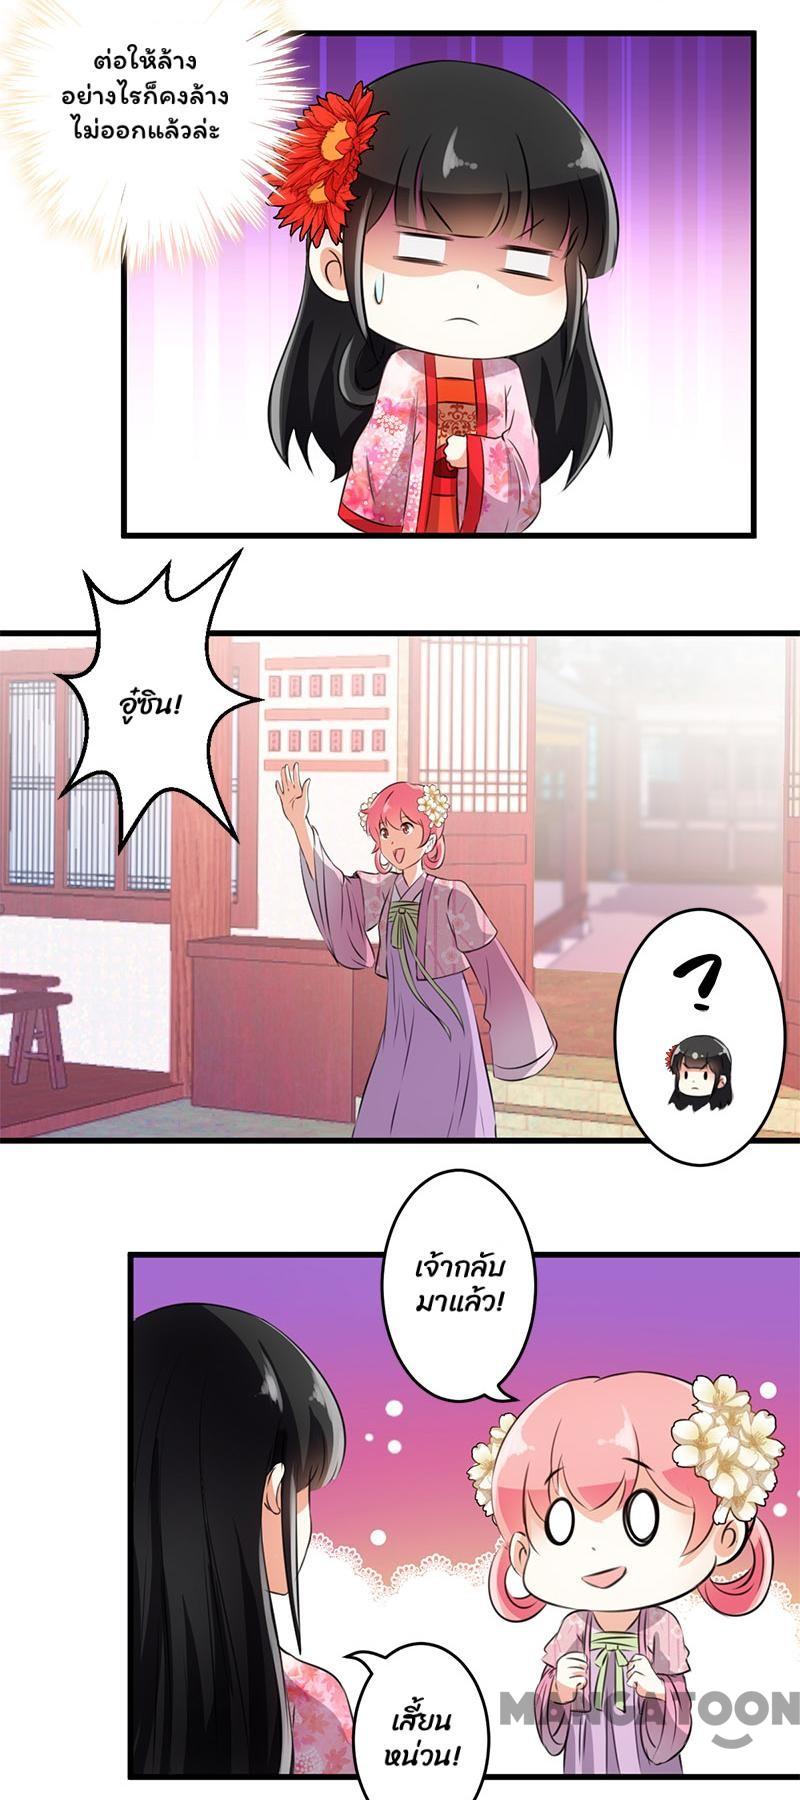 ต่อให้ล้าง
อย่างไรก็คงล้าง
ไม่ออกแล้วล่ะ
อู๋ซิน!
?
เจ้ากลับ
มาแล้ว!
เสี้ยน
หน่วน!
MANGATOON